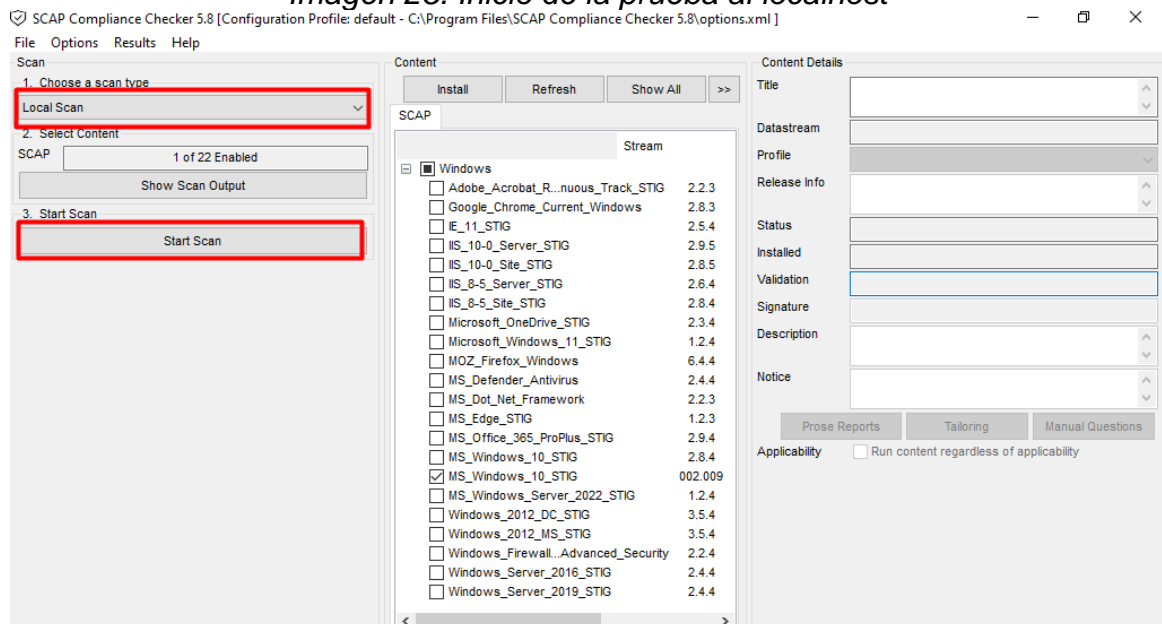 Imagen 28. Inicio de la prueba al localhost
SCAP Compliance Checker 5.8 [Configuration Profile: default - C:\Program Files\SCAP Compliance Checker 5.8\options.xml ]
File Options Results Help
Scan
1. Choose a scan type
Local Scan
2. Select Content
SCAP 1 of 22 Enabled
Show Scan Output
3. Start Scan
Start Scan
Content
Install Refresh Show All >>
SCAP
Stream
Windows
Adobe_Acrobat_R...nuous_Track_STIG 2.2.3
Google_Chrome_Current_Windows 2.8.3
IE_11_STIG 2.5.4
IIS_10-0_Server_STIG 2.9.5
IIS_10-0_Site_STIG 2.8.5
IIS_8-5_Server_STIG 2.6.4
IIS_8-5_Site_STIG 2.8.4
Microsoft_OneDrive_STIG 2.3.4
Microsoft_Windows_11_STIG 1.2.4
MOZ_Firefox_Windows 6.4.4
MS_Defender_Antivirus 2.4.4
MS_Dot_Net_Framework 2.2.3
MS_Edge_STIG 1.2.3
MS_Office_365_ProPlus_STIG 2.9.4
MS_Windows_10_STIG 2.8.4
MS_Windows_10_STIG 002.009
MS_Windows_Server_2022_STIG 1.2.4
Windows_2012_DC_STIG 3.5.4
Windows_2012_MS_STIG 3.5.4
Windows_Firewall...Advanced_Security 2.2.4
Windows_Server_2016_STIG 2.4.4
Windows_Server_2019_STIG 2.4.4
Content Details
Title
Datastream
Profile
Release Info
Status
Installed
Validation
Signature
Description
Notice
Prose Reports Tailoring Manual Questions
Applicability Run content regardless of applicability